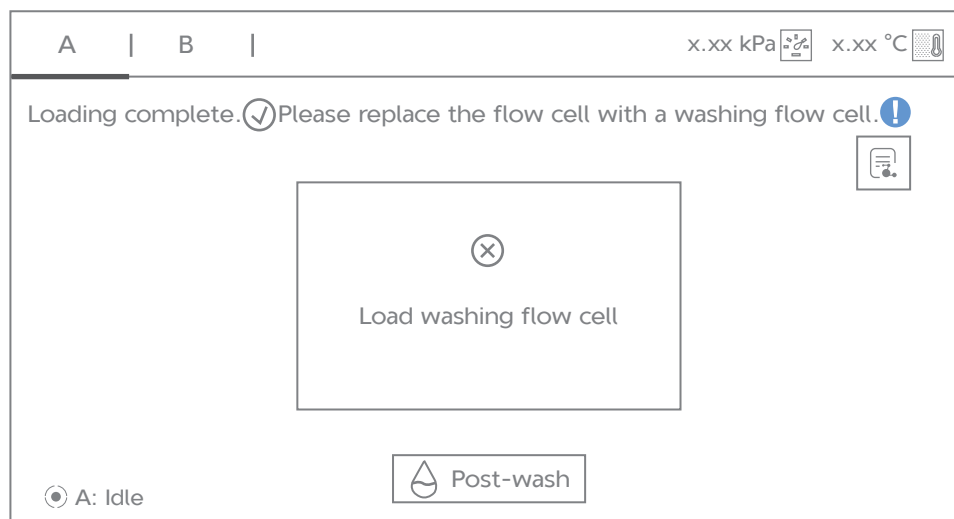 A | B | x.xx kPa x.xx °C
Loading complete. Please replace the flow cell with a washing flow cell.
Load washing flow cell
Post-wash
A: Idle